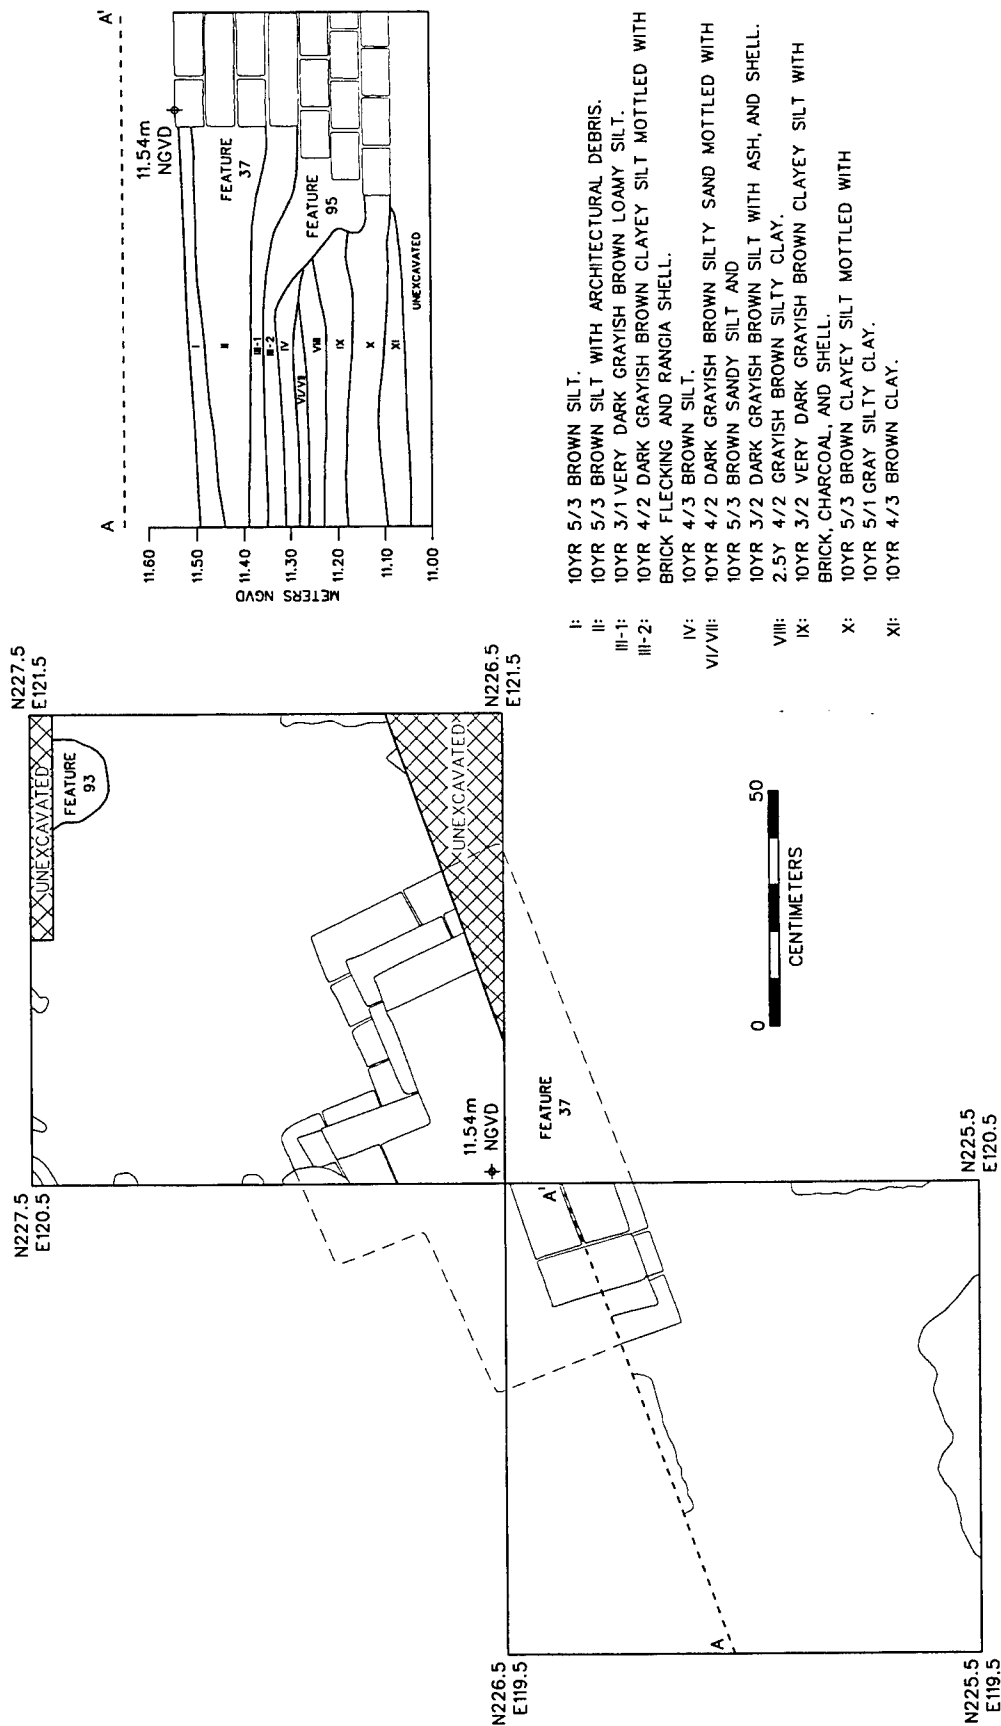 N227.5
E120.5
N227.5
E121.5
UNEXCAVATED
FEATURE
93
UNEXCAVATED
11.54m
NGVD
N226.5
E121.5
N226.5
E119.5
FEATURE
37
A'
A
N225.5
E119.5
N225.5
E120.5
0
50
CENTIMETERS
A
A'
11.54m
NGVD
METERS NGVD
11.60
11.50
11.40
11.30
11.20
11.10
11.00
I
II
III-1
III-2
IV
VI/VII
VIII
IX
X
XI
FEATURE
37
FEATURE
95
UNEXCAVATED
I: 10YR 5/3 BROWN SILT.
II: 10YR 5/3 BROWN SILT WITH ARCHITECTURAL DEBRIS.
III-1: 10YR 3/1 VERY DARK GRAYISH BROWN LOAMY SILT.
III-2: 10YR 4/2 DARK GRAYISH BROWN CLAYEY SILT MOTTLED WITH
BRICK FLECKING AND RANGIA SHELL.
IV: 10YR 4/3 BROWN SILT.
VI/VII: 10YR 4/2 DARK GRAYISH BROWN SILTY SAND MOTTLED WITH
10YR 5/3 BROWN SANDY SILT AND
10YR 3/2 DARK GRAYISH BROWN SILT WITH ASH, AND SHELL.
VIII: 2.5Y 4/2 GRAYISH BROWN SILTY CLAY.
IX: 10YR 3/2 VERY DARK GRAYISH BROWN CLAYEY SILT WITH
BRICK, CHARCOAL, AND SHELL.
X: 10YR 5/3 BROWN CLAYEY SILT MOTTLED WITH
10YR 5/1 GRAY SILTY CLAY.
XI: 10YR 4/3 BROWN CLAY.